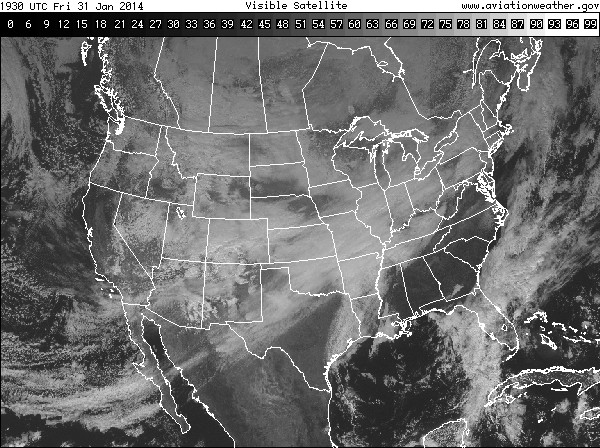 1930 UTC Fri 31 Jan 2014 Visible Satellite www.aviationweather.gov
0 6 9 12 15 18 21 24 27 30 33 36 39 42 45 48 51 54 57 60 63 66 69 72 75 78 81 84 87 90 93 96 99